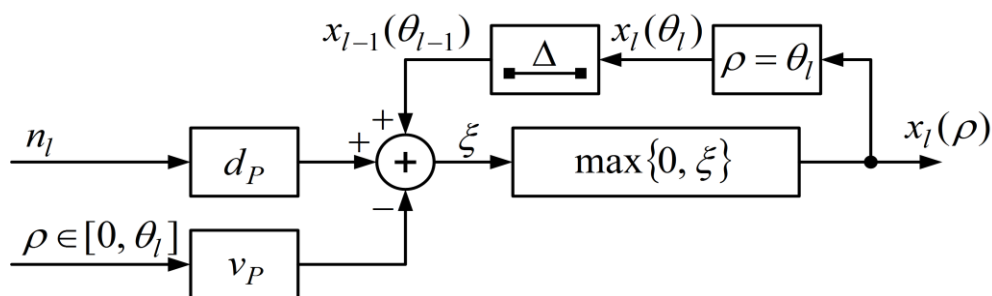 x_{l−1}(θ_{l−1})
Δ
x_l(θ_l)
ρ = θ_l
n_l
d_P
+
+
+
−
ξ
max{0, ξ}
x_l(ρ)
ρ ∈ [0, θ_l]
v_P